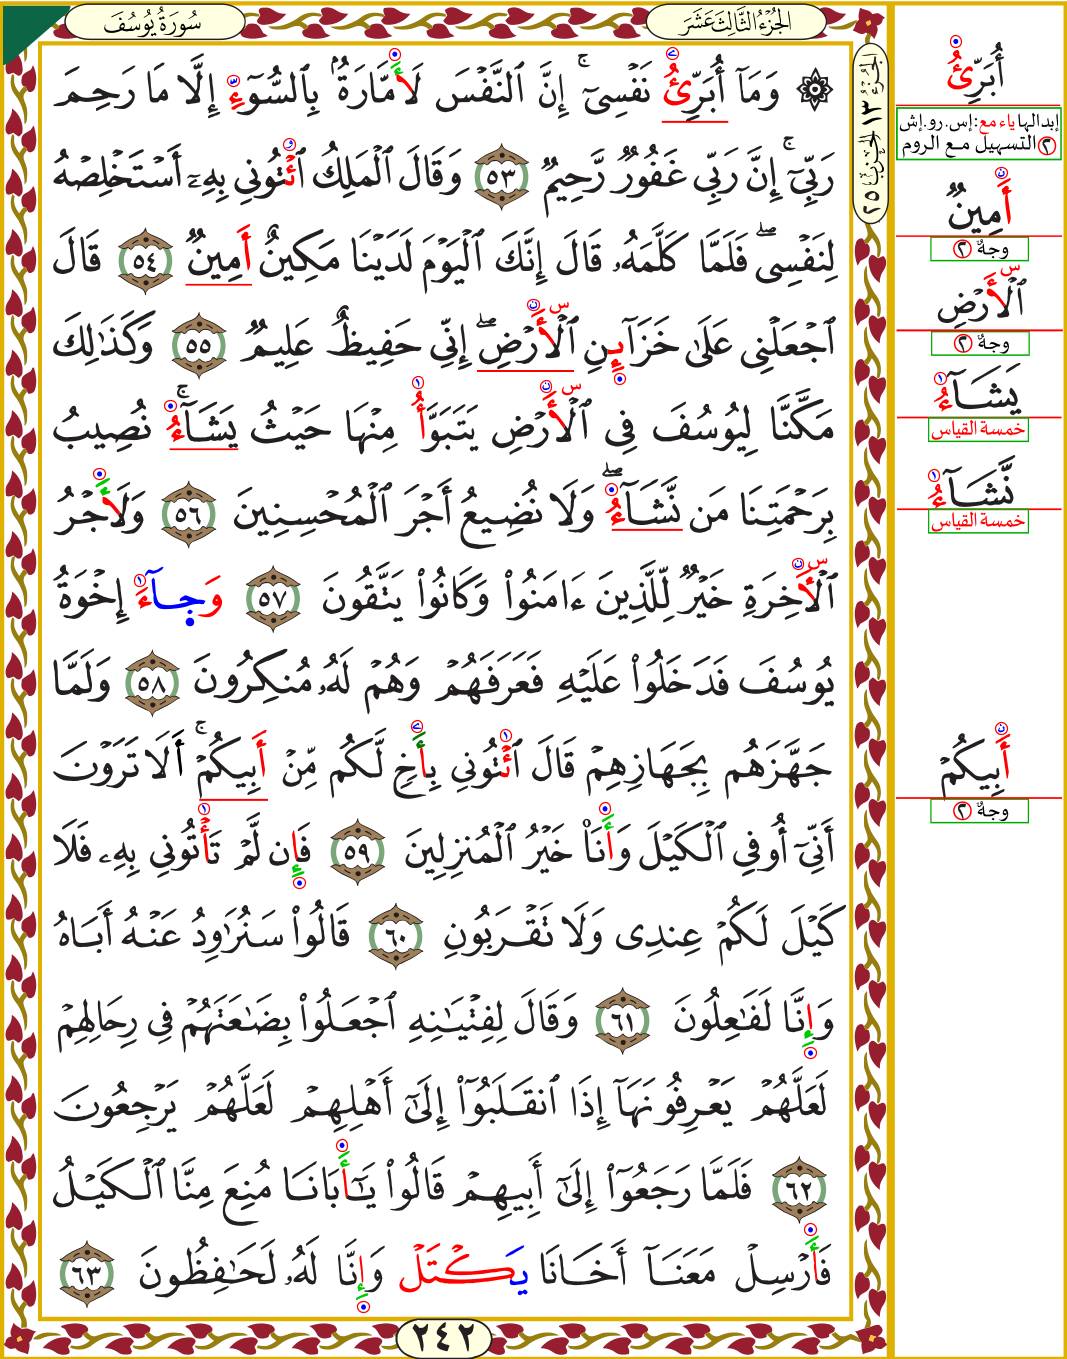 سُورَةُ يُوسُفَ
الجُزْءُ الثَّالِثَ عَشَرَ
۞ وَمَآ أُبَرِّئُ نَفْسِىٓ ۚ إِنَّ ٱلنَّفْسَ لَأَمَّارَةٌۢ بِٱلسُّوٓءِ إِلَّا مَا رَحِمَ
رَبِّىٓ ۚ إِنَّ رَبِّى غَفُورٌ رَّحِيمٌ ٥٣ وَقَالَ ٱلْمَلِكُ ٱئْتُونِى بِهِۦٓ أَسْتَخْلِصْهُ
لِنَفْسِى ۖ فَلَمَّا كَلَّمَهُۥ قَالَ إِنَّكَ ٱلْيَوْمَ لَدَيْنَا مَكِينٌ أَمِينٌ ٥٤ قَالَ
ٱجْعَلْنِى عَلَىٰ خَزَآئِنِ ٱلْأَرْضِ ۖ إِنِّى حَفِيظٌ عَلِيمٌ ٥٥ وَكَذَٰلِكَ
مَكَّنَّا لِيُوسُفَ فِى ٱلْأَرْضِ يَتَبَوَّأُ مِنْهَا حَيْثُ يَشَآءُ ۚ نُصِيبُ
بِرَحْمَتِنَا مَن نَّشَآءُ ۖ وَلَا نُضِيعُ أَجْرَ ٱلْمُحْسِنِينَ ٥٦ وَلَأَجْرُ
ٱلْأَخِرَةِ خَيْرٌ لِّلَّذِينَ ءَامَنُوا۟ وَكَانُوا۟ يَتَّقُونَ ٥٧ وَجَآءَ إِخْوَةُ
يُوسُفَ فَدَخَلُوا۟ عَلَيْهِ فَعَرَفَهُمْ وَهُمْ لَهُۥ مُنكِرُونَ ٥٨ وَلَمَّا
جَهَّزَهُم بِجَهَازِهِمْ قَالَ ٱئْتُونِى بِأَخٍ لَّكُم مِّنْ أَبِيكُمْ ۚ أَلَا تَرَوْنَ
أَنِّىٓ أُوفِى ٱلْكَيْلَ وَأَنَا۠ خَيْرُ ٱلْمُنزِلِينَ ٥٩ فَإِن لَّمْ تَأْتُونِى بِهِۦ فَلَا
كَيْلَ لَكُمْ عِندِى وَلَا تَقْرَبُونِ ٦٠ قَالُوا۟ سَنُرَٰوِدُ عَنْهُ أَبَاهُ
وَإِنَّا لَفَٰعِلُونَ ٦١ وَقَالَ لِفِتْيَٰنِهِ ٱجْعَلُوا۟ بِضَٰعَتَهُمْ فِى رِحَالِهِمْ
لَعَلَّهُمْ يَعْرِفُونَهَآ إِذَا ٱنقَلَبُوٓا۟ إِلَىٰٓ أَهْلِهِمْ لَعَلَّهُمْ يَرْجِعُونَ
٦٢ فَلَمَّا رَجَعُوٓا۟ إِلَىٰٓ أَبِيهِمْ قَالُوا۟ يَٰٓأَبَانَا مُنِعَ مِنَّا ٱلْكَيْلُ
فَأَرْسِلْ مَعَنَآ أَخَانَا يَكْتَلْ وَإِنَّا لَهُۥ لَحَٰفِظُونَ ٦٣
٢٤٢
الجُزْءُ ١٣ الحِزْبُ ٢٥
أُبَرِّئُ
إبدالها ياء مع: إس.رو.إش
٢ التسهيل مع الروم
أَمِينٌ
وجهٌ ٢
ٱلْأَرْضِ
وجهٌ ٢
يَشَآءُ
خمسة القياس
نَّشَآءُ
خمسة القياس
أَبِيكُمْ
وجهٌ ٢